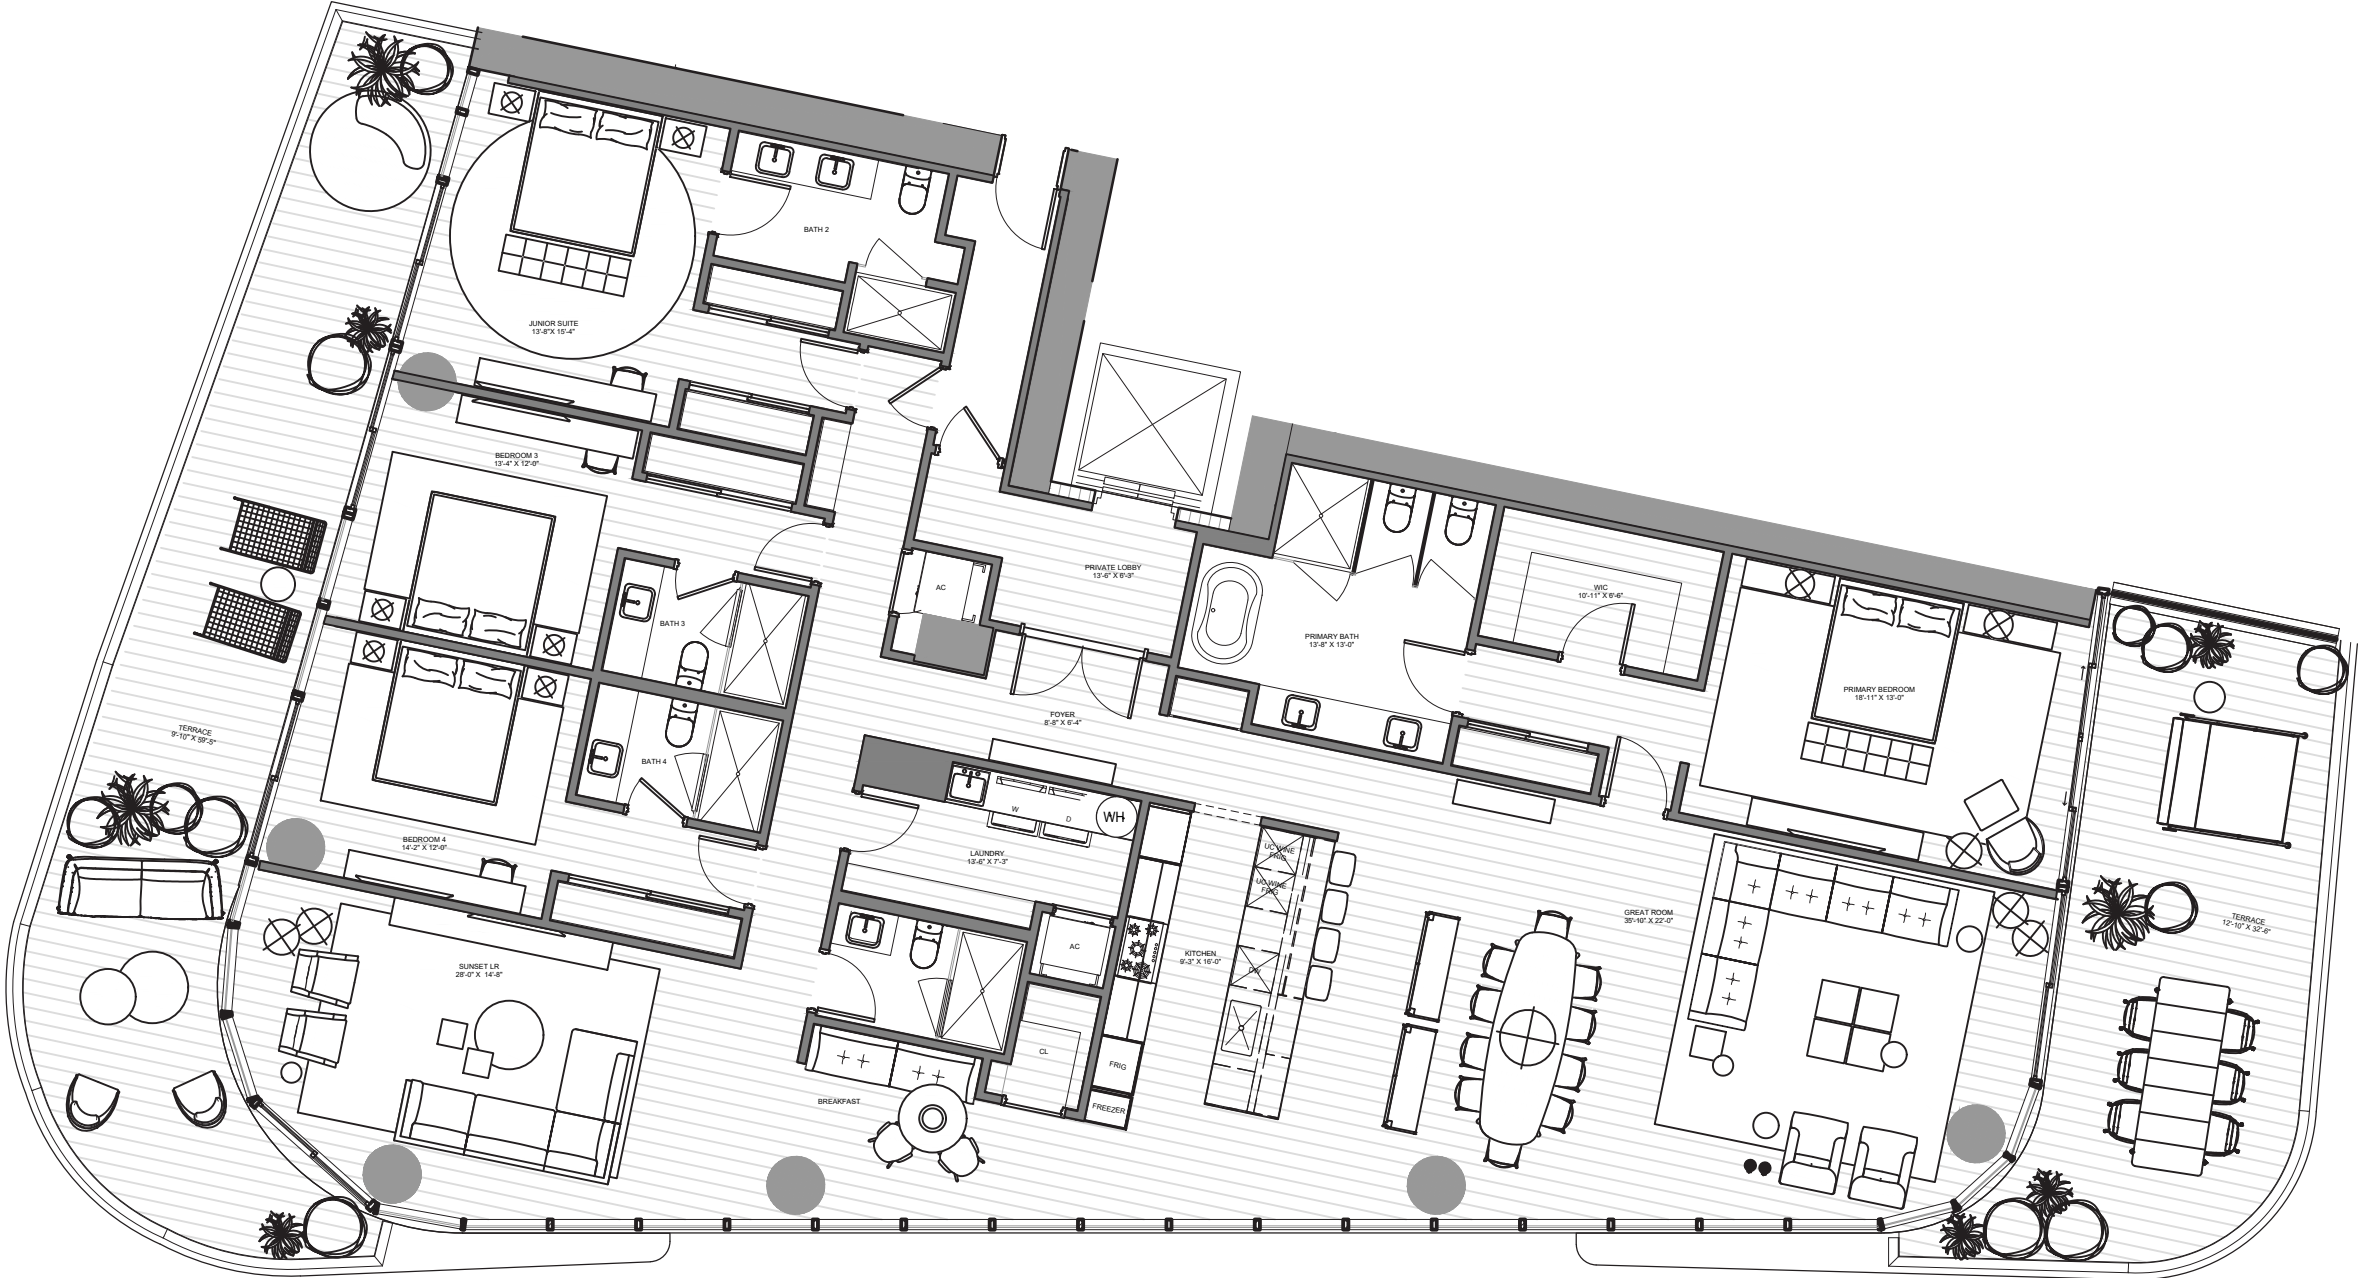 BATH 2
JUNIOR SUITE
13'-8"X 15'-4"
BEDROOM 3
13'-4" X 12'-0"
PRIVATE LOBBY
13'-6" X 6'-3"
AC
WIC
10'-11" X 6'-6"
BATH 3
PRIMARY BATH
13'-8" X 13'-0"
PRIMARY BEDROOM
18'-11" X 13'-0"
FOYER
8'-8" X 6'-4"
TERRACE
9'-10" X 59'-5"
BATH 4
W
D
WH
BEDROOM 4
14'-2" X 12'-0"
LAUNDRY
13'-6" X 7'-3"
UC WINE
FRIG
UC WINE
FRIG
GREAT ROOM
35'-10" X 22'-0"
TERRACE
12'-10" X 32'-6"
AC
KITCHEN
9'-3" X 16'-0"
DW
SUNSET LR
28'-0" X 14'-8"
CL
FRIG
BREAKFAST
FREEZER